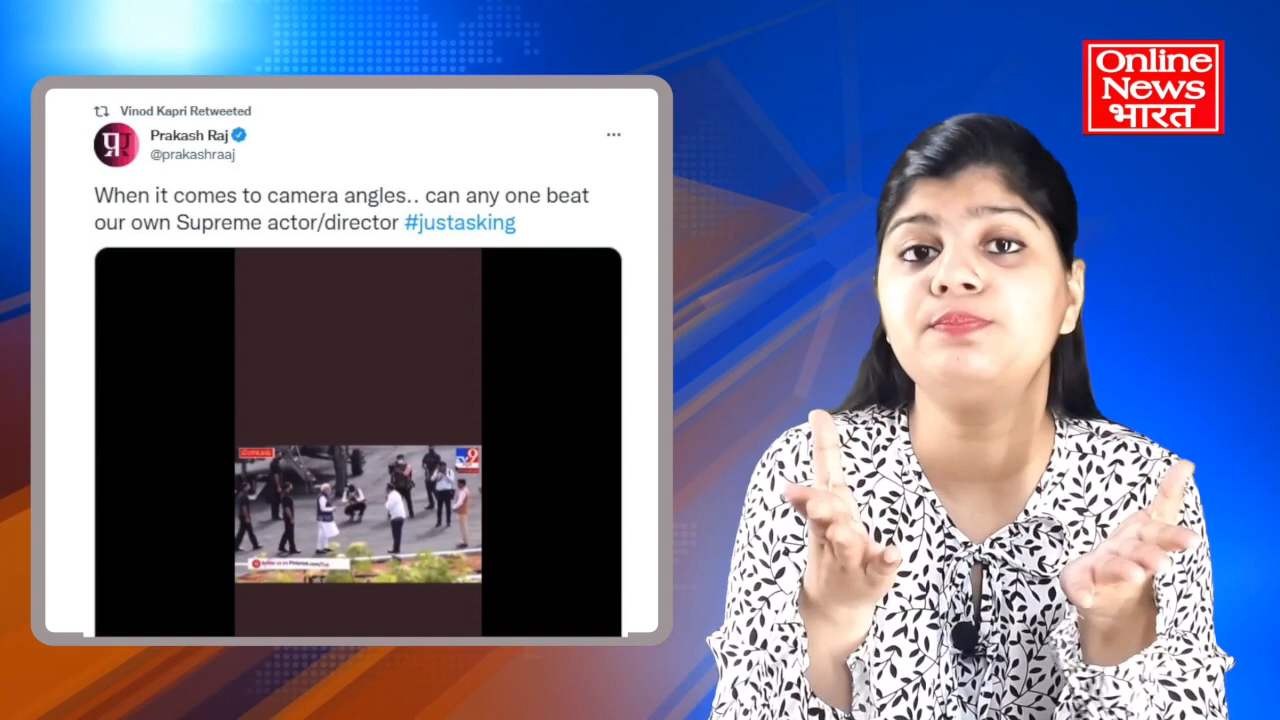 Vinod Kapri Retweeted
Prakash Raj
@prakashraaj
When it comes to camera angles.. can any one beat
our own Supreme actor/director #justasking
Online
News
भारत